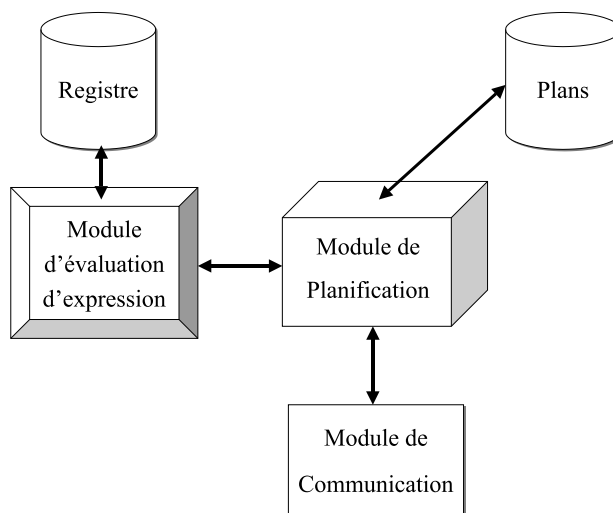 Registre
Plans
Module
d’évaluation
d’expression
Module de
Planification
Module de
Communication